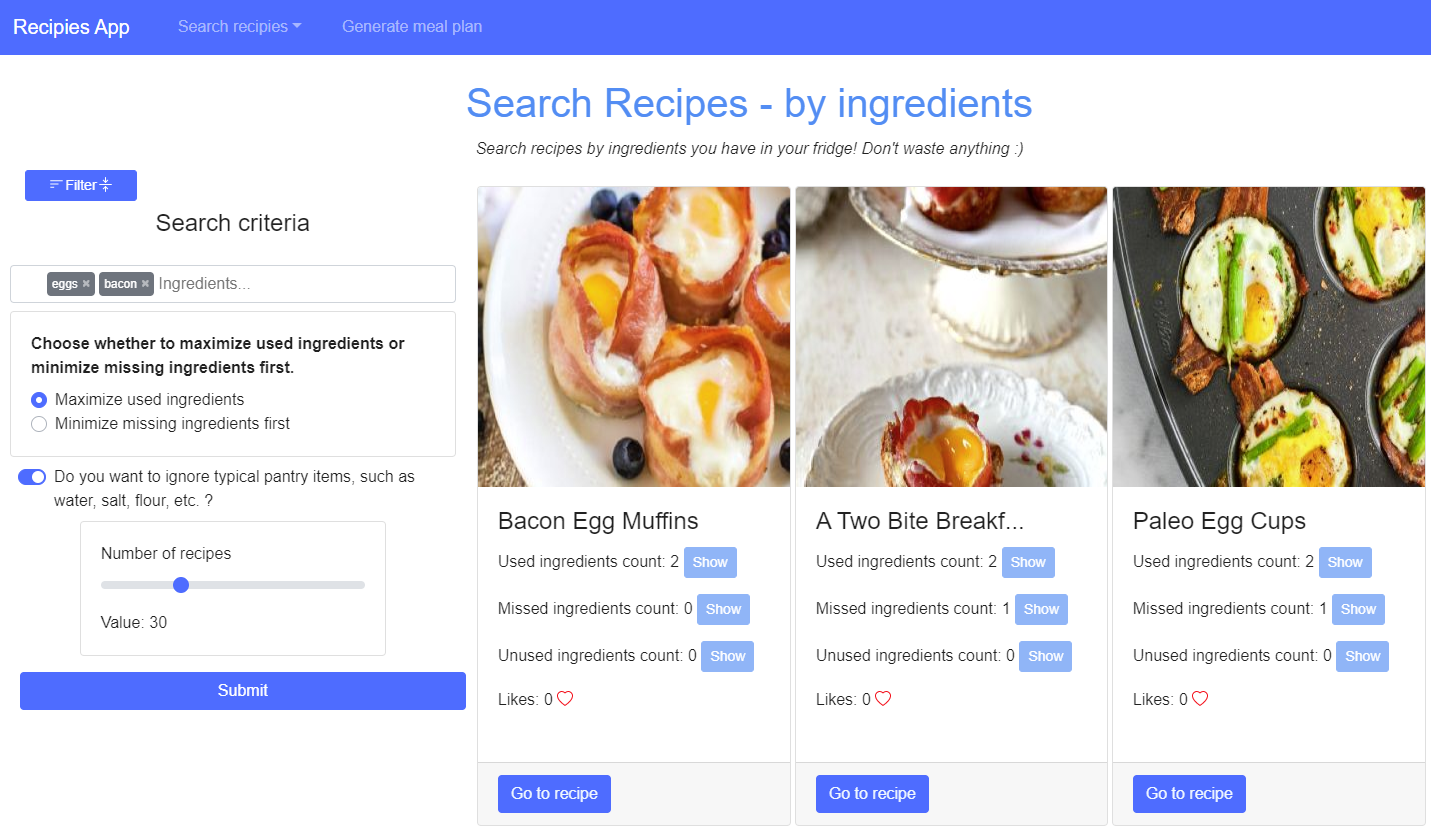 Recipies App
Search recipies
Generate meal plan
Search Recipes - by ingredients
Search recipes by ingredients you have in your fridge! Don't waste anything :)
Filter
Search criteria
eggs × bacon × Ingredients...
Choose whether to maximize used ingredients or
minimize missing ingredients first.
Maximize used ingredients
Minimize missing ingredients first
Do you want to ignore typical pantry items, such as
water, salt, flour, etc. ?
Number of recipes
Value: 30
Submit
Bacon Egg Muffins
Used ingredients count: 2 Show
Missed ingredients count: 0 Show
Unused ingredients count: 0 Show
Likes: 0
Go to recipe
A Two Bite Breakf...
Used ingredients count: 2 Show
Missed ingredients count: 1 Show
Unused ingredients count: 0 Show
Likes: 0
Go to recipe
Paleo Egg Cups
Used ingredients count: 2 Show
Missed ingredients count: 1 Show
Unused ingredients count: 0 Show
Likes: 0
Go to recipe